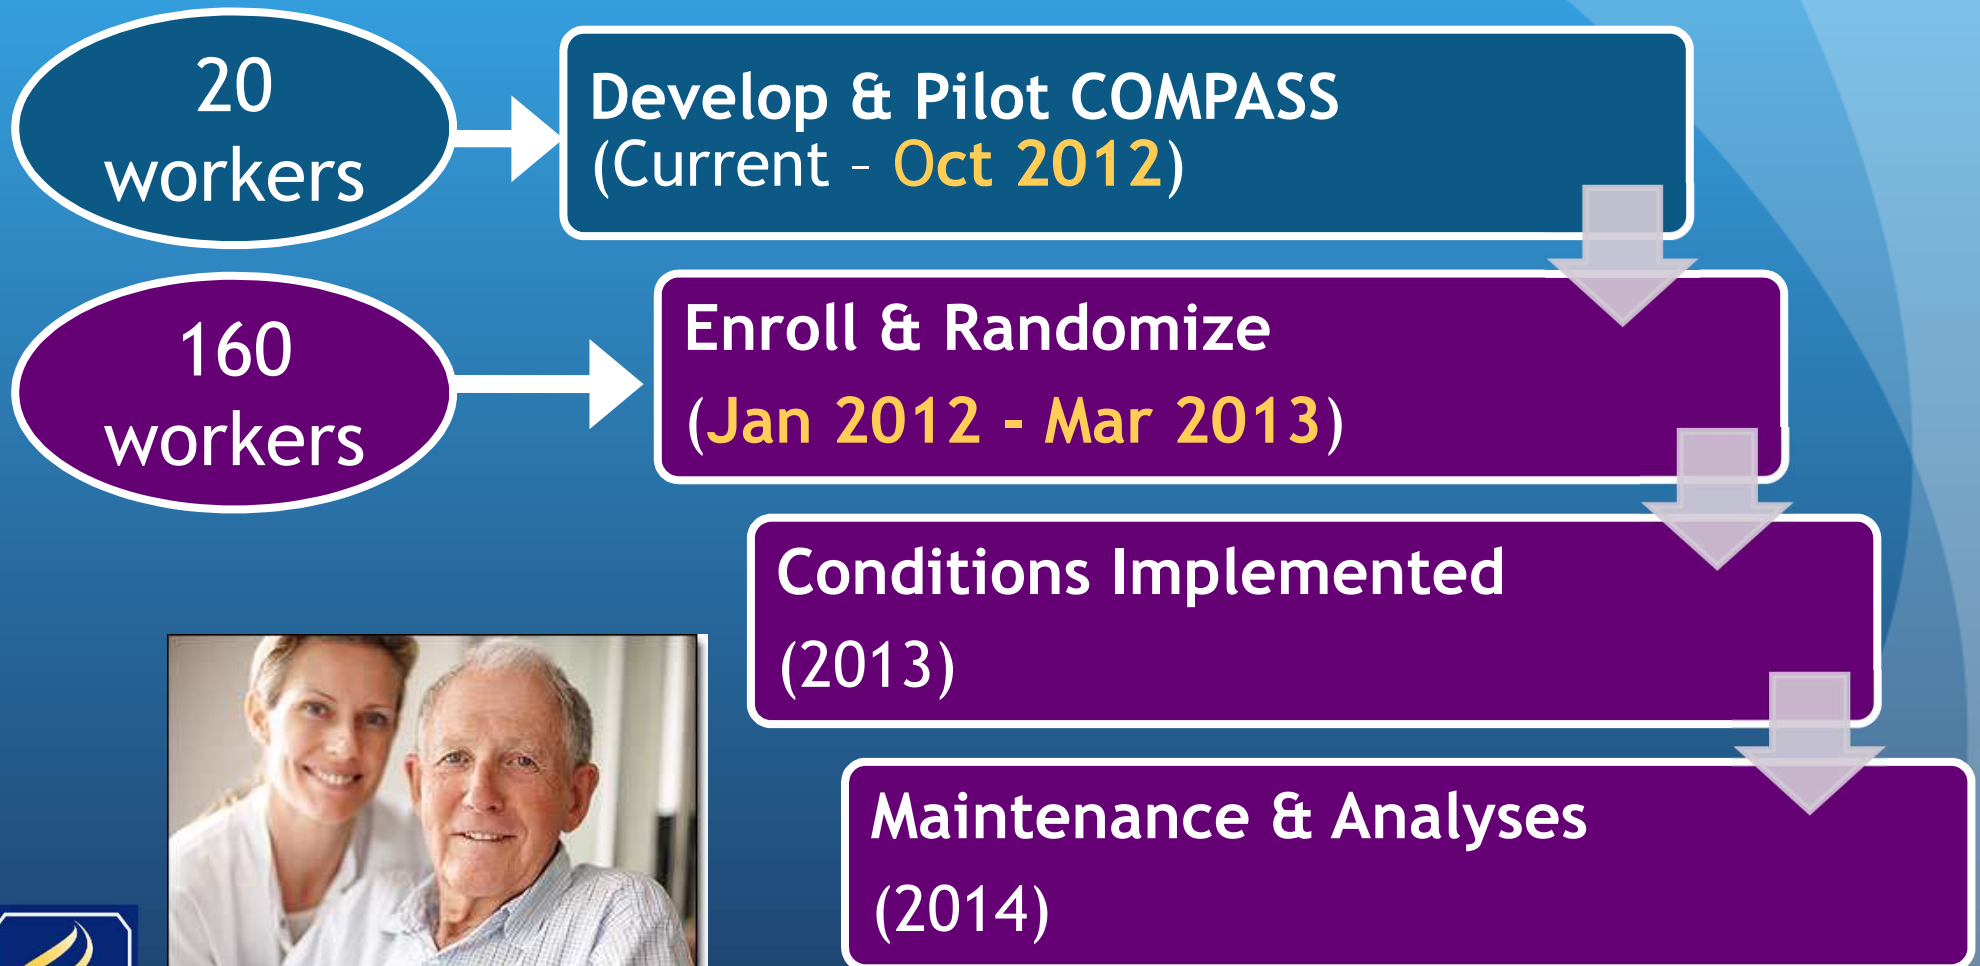 20
workers
Develop & Pilot COMPASS
(Current – Oct 2012)
160
workers
Enroll & Randomize
(Jan 2012 - Mar 2013)
Conditions Implemented
(2013)
Maintenance & Analyses
(2014)